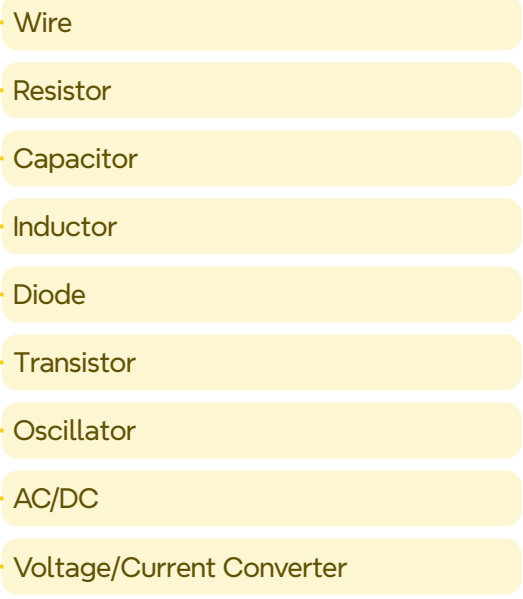 Wire
Resistor
Capacitor
Inductor
Diode
Transistor
Oscillator
AC/DC
Voltage/Current Converter